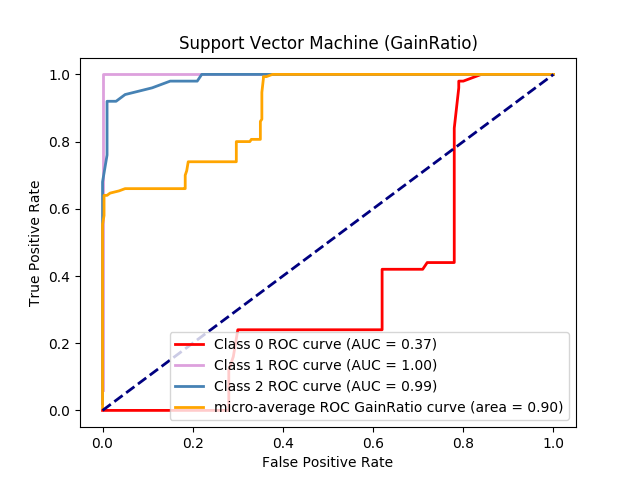 Support Vector Machine (GainRatio)
True Positive Rate
1.0
0.8
0.6
0.4
0.2
0.0
Class 0 ROC curve (AUC = 0.37)
Class 1 ROC curve (AUC = 1.00)
Class 2 ROC curve (AUC = 0.99)
micro-average ROC GainRatio curve (area = 0.90)
0.0 0.2 0.4 0.6 0.8 1.0
False Positive Rate